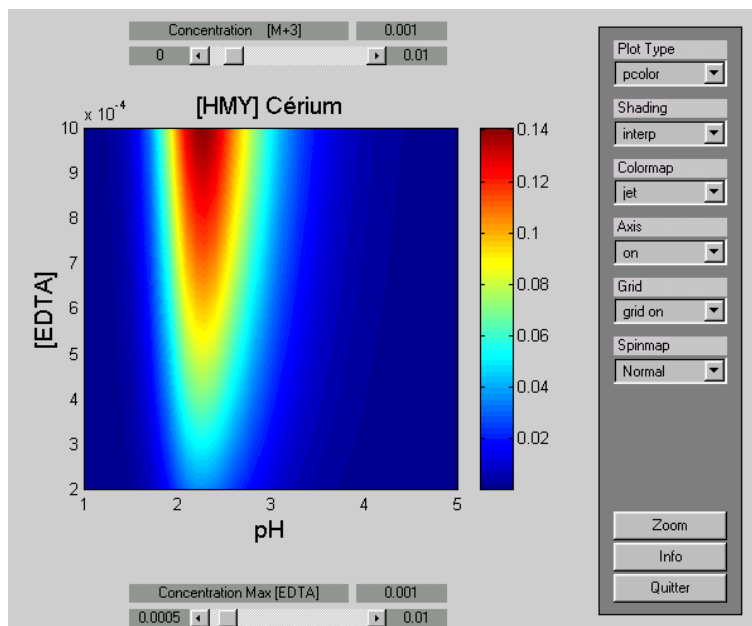 Concentration [M+3] 0.001
0 0.01
x 10-4
[HMY] Cérium
10
9
8
7
6
5
4
3
2
[EDTA]
1 2 3 4 5
pH
0.14
0.12
0.10
0.08
0.06
0.04
0.02
Concentration Max [EDTA] 0.001
0.0005 0.01
Plot Type
pcolor
Shading
interp
Colormap
jet
Axis
on
Grid
grid on
Spinmap
Normal
Zoom
Info
Quitter